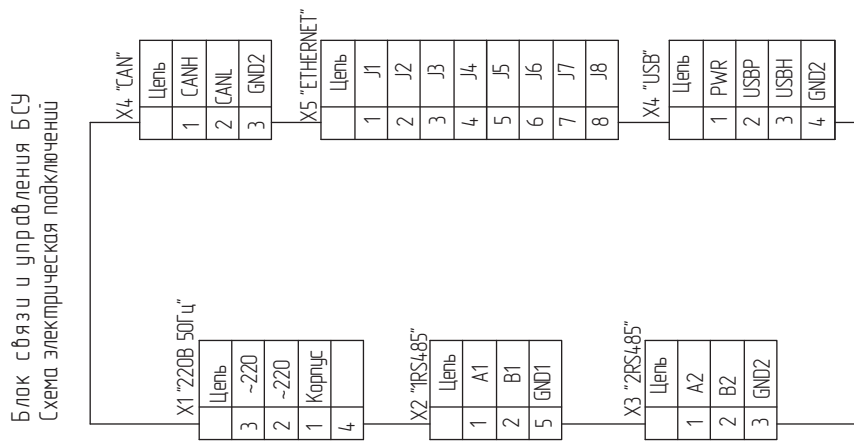 Блок связи и управления БСУ
Схема электрическая подключений
X1 "220В 50Гц"
Цепь
3 ~220
2 ~220
1 Корпус
4
X2 "1RS485"
Цепь
1 A1
2 B1
5 GND1
X3 "2RS485"
Цепь
1 A2
2 B2
3 GND2
X4 "CAN"
Цепь
1 CANH
2 CANL
3 GND2
X5 "ETHERNET"
Цепь
1 J1
2 J2
3 J3
4 J4
5 J5
6 J6
7 J7
8 J8
X4 "USB"
Цепь
1 PWR
2 USBP
3 USBH
4 GND2